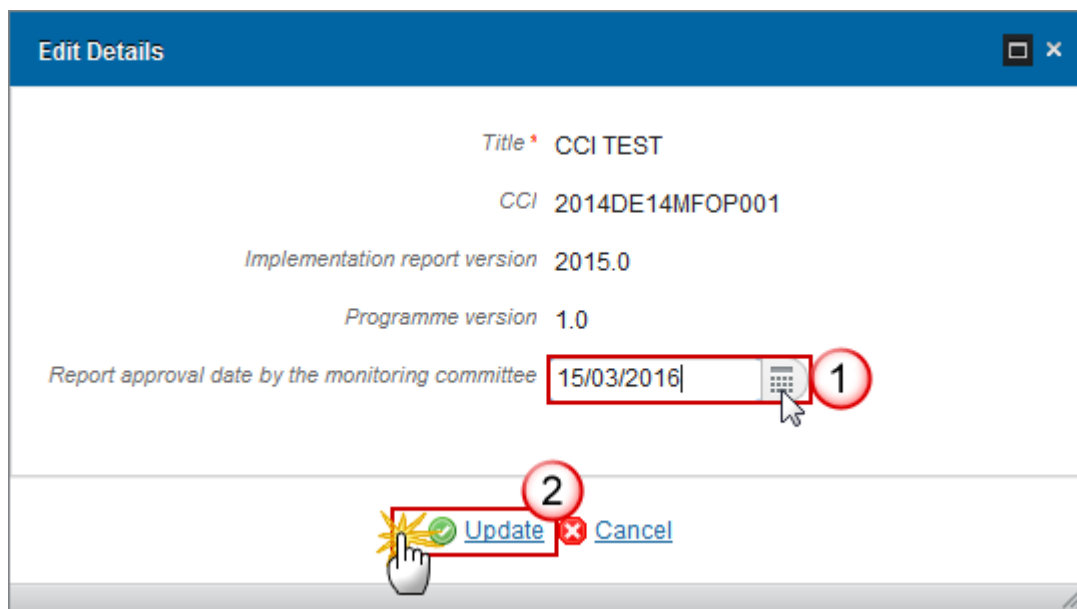 Edit Details
Title * CCI TEST
CCI 2014DE14MFOP001
Implementation report version 2015.0
Programme version 1.0
Report approval date by the monitoring committee 15/03/2016 1
2
Update Cancel